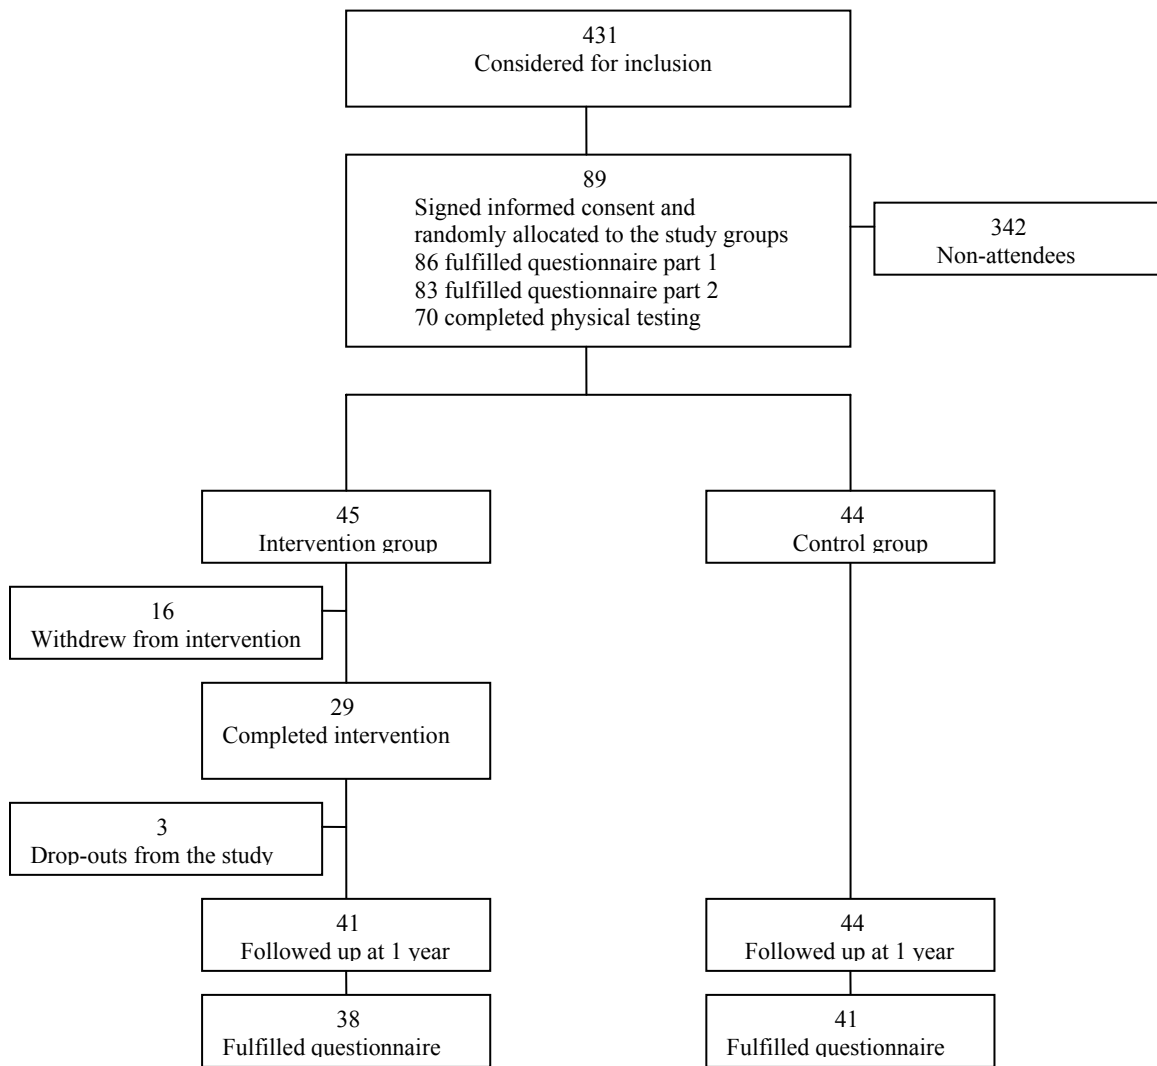 431
Considered for inclusion
89
Signed informed consent and
randomly allocated to the study groups
86 fulfilled questionnaire part 1
83 fulfilled questionnaire part 2
70 completed physical testing
342
Non-attendees
45
Intervention group
44
Control group
16
Withdrew from intervention
29
Completed intervention
3
Drop-outs from the study
41
Followed up at 1 year
44
Followed up at 1 year
38
Fulfilled questionnaire
41
Fulfilled questionnaire